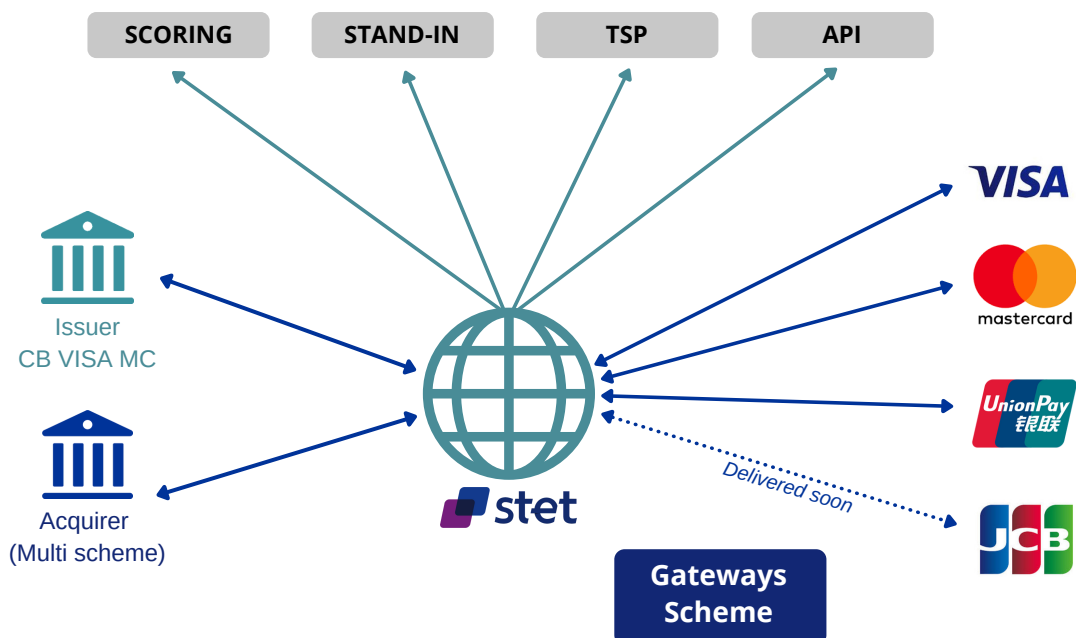 SCORING
STAND-IN
TSP
API
VISA
mastercard
UnionPay
银联
JCB
Issuer
CB VISA MC
Acquirer
(Multi scheme)
stet
Delivered soon
Gateways
Scheme